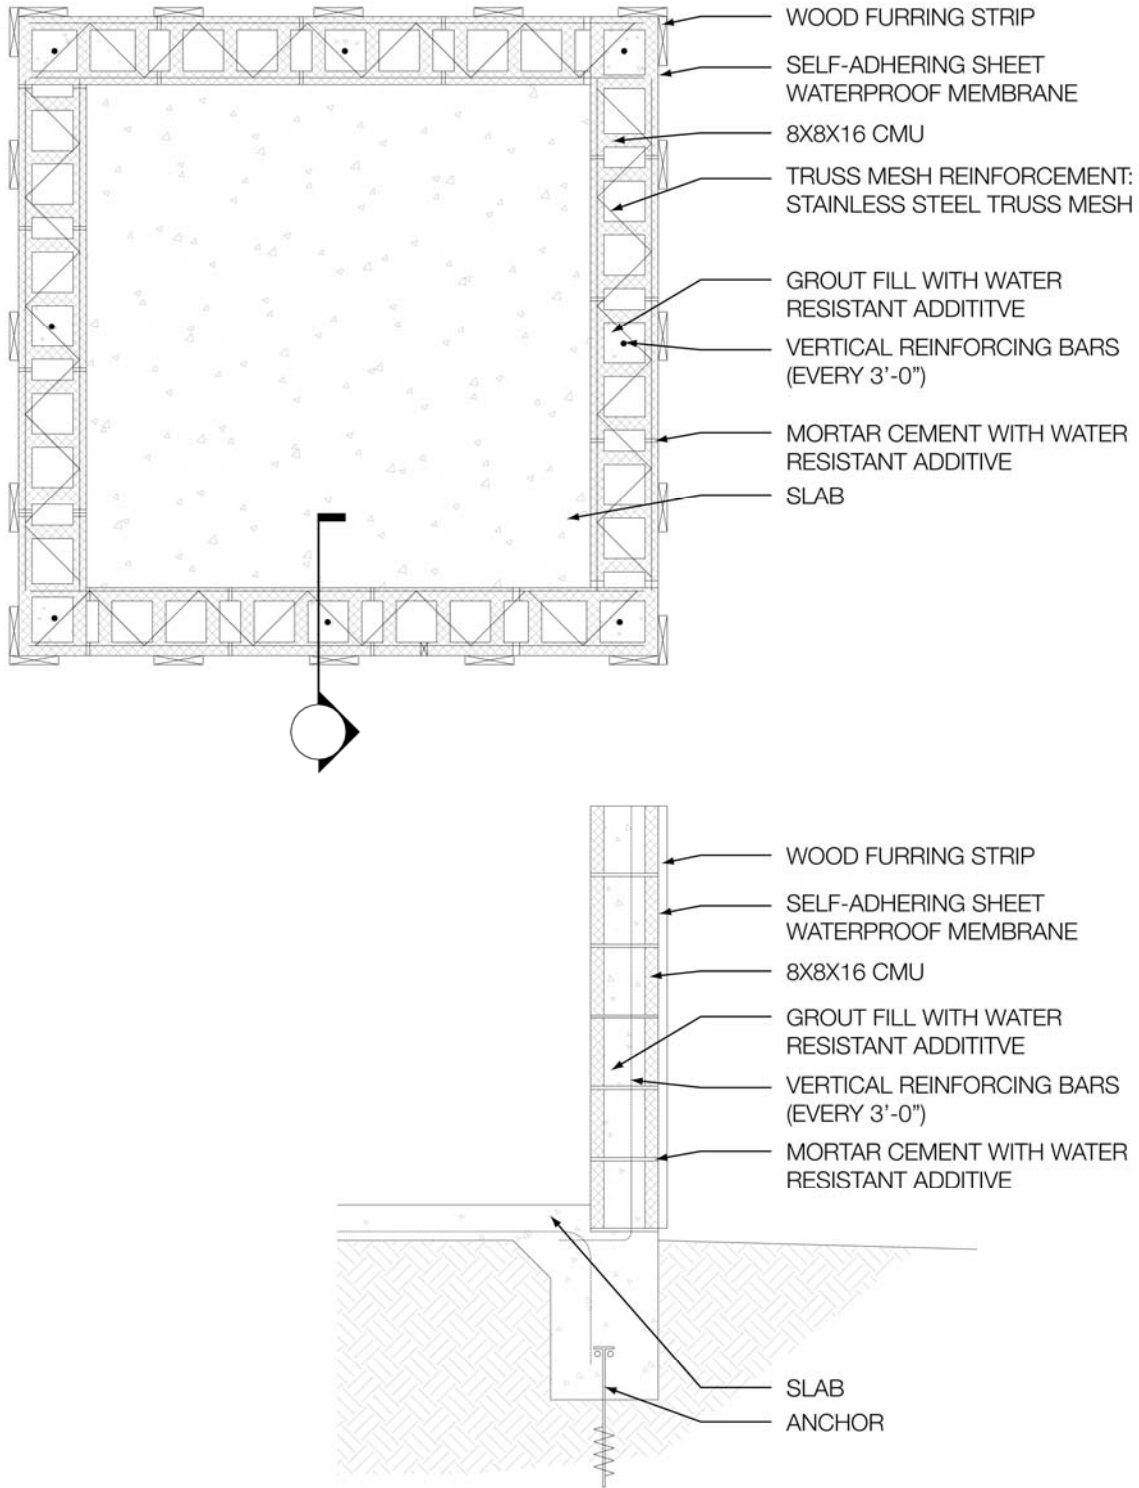 WOOD FURRING STRIP
SELF-ADHERING SHEET
WATERPROOF MEMBRANE
8X8X16 CMU
TRUSS MESH REINFORCEMENT:
STAINLESS STEEL TRUSS MESH
GROUT FILL WITH WATER
RESISTANT ADDITITVE
VERTICAL REINFORCING BARS
(EVERY 3'-0")
MORTAR CEMENT WITH WATER
RESISTANT ADDITIVE
SLAB
WOOD FURRING STRIP
SELF-ADHERING SHEET
WATERPROOF MEMBRANE
8X8X16 CMU
GROUT FILL WITH WATER
RESISTANT ADDITITVE
VERTICAL REINFORCING BARS
(EVERY 3'-0")
MORTAR CEMENT WITH WATER
RESISTANT ADDITIVE
SLAB
ANCHOR